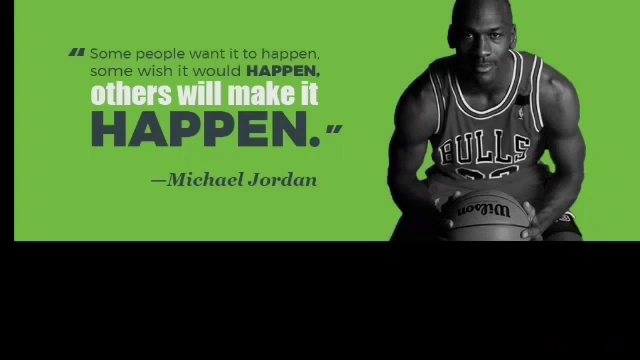 " Some people want it to happen,
some wish it would HAPPEN,
others will make it
HAPPEN."
—Michael Jordan
BULLS
Wilson